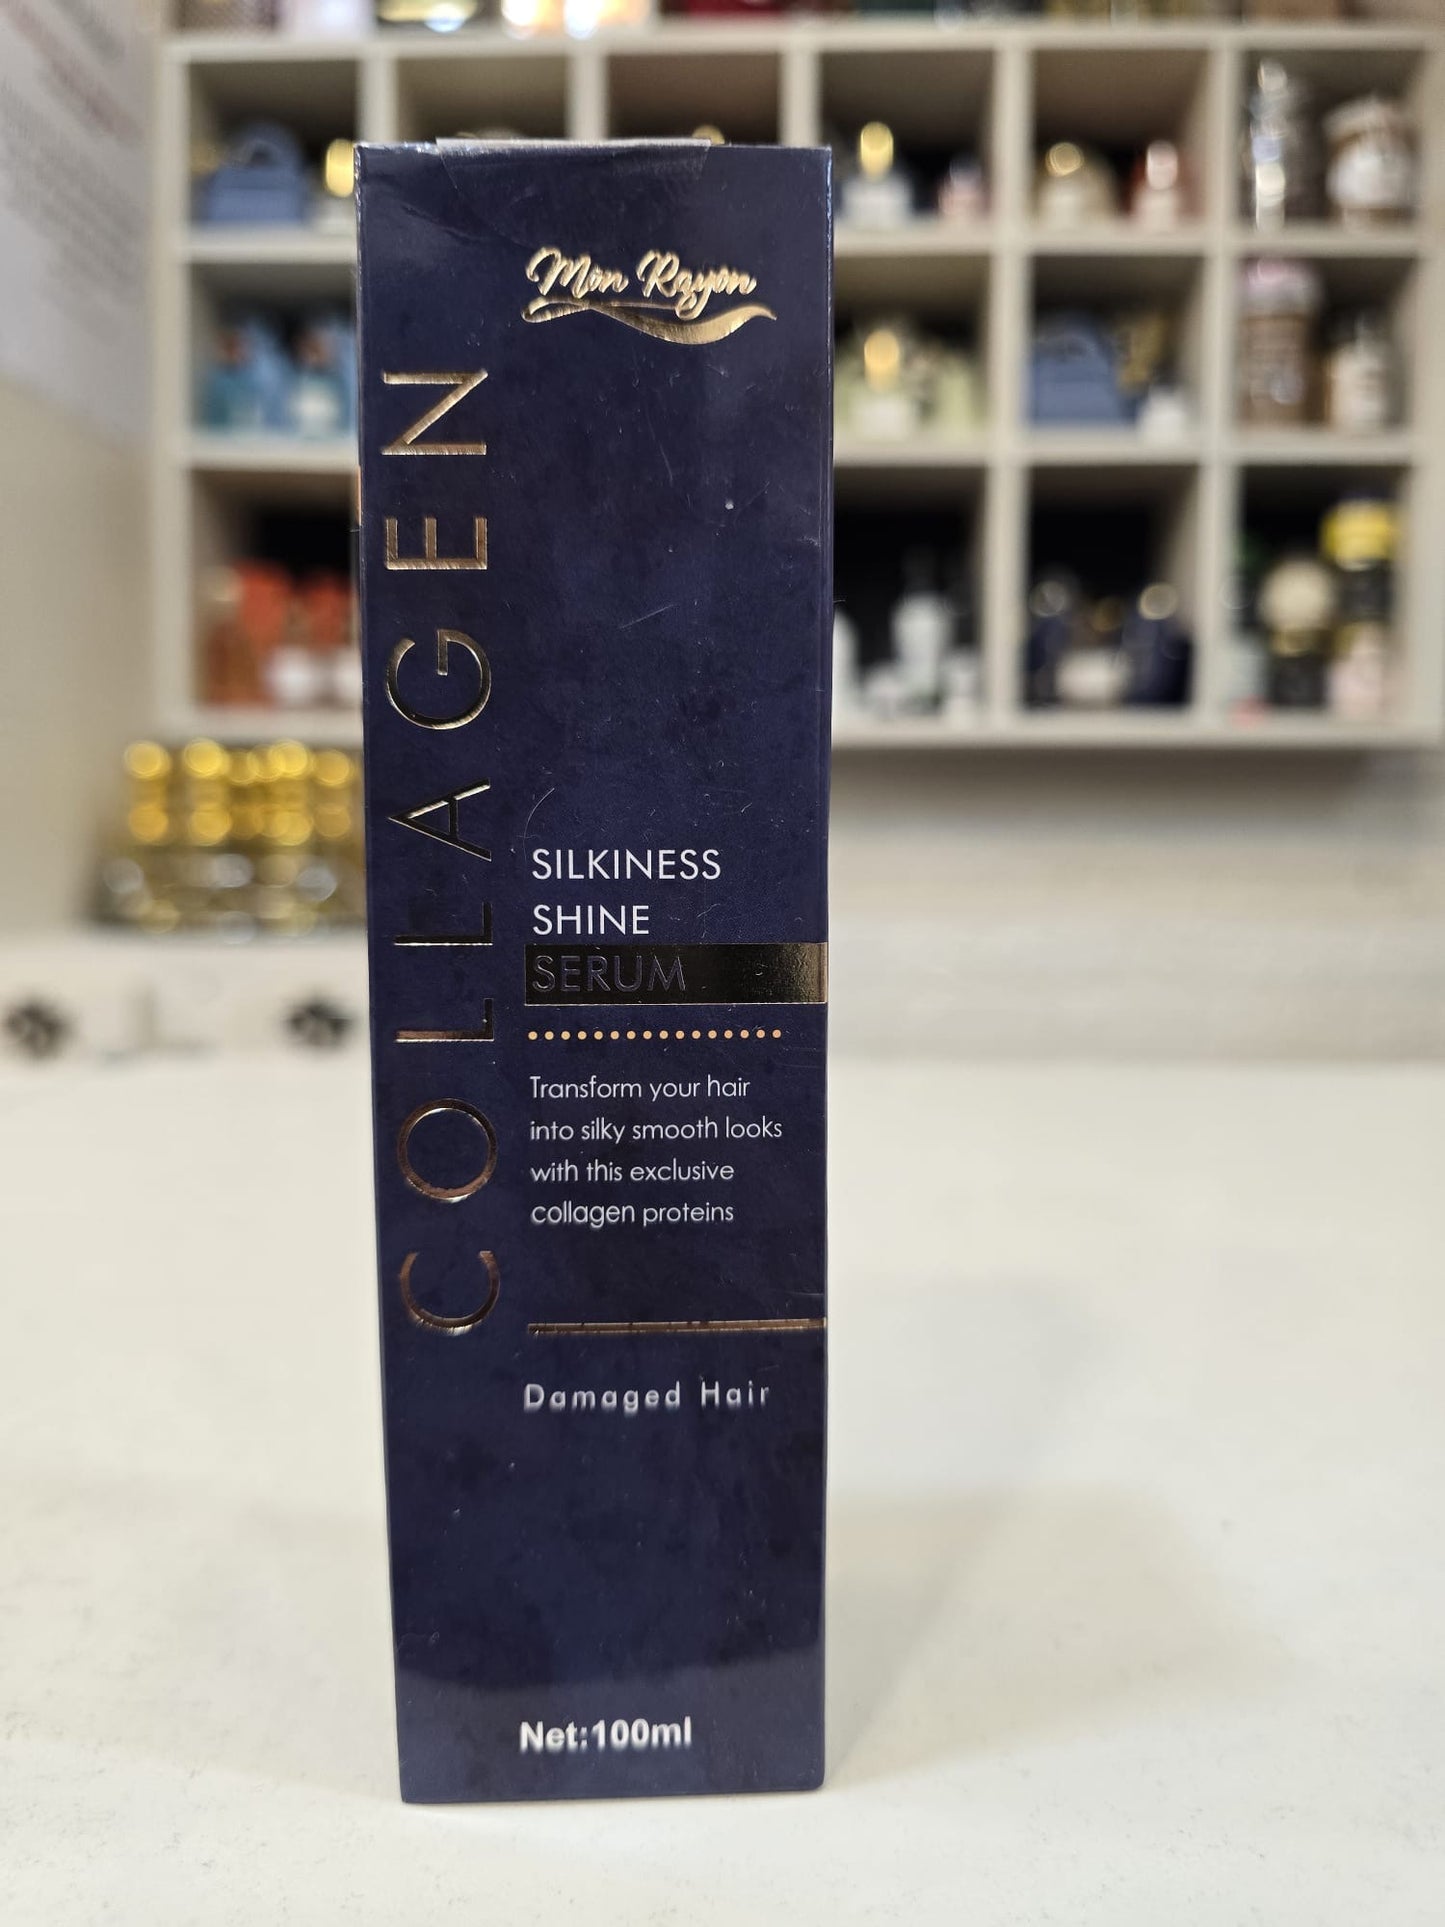 Mon Rayon
COLLAGEN
SILKINESS
SHINE
SERUM
Transform your hair
into silky smooth looks
with this exclusive
collagen proteins
Damaged Hair
Net:100ml